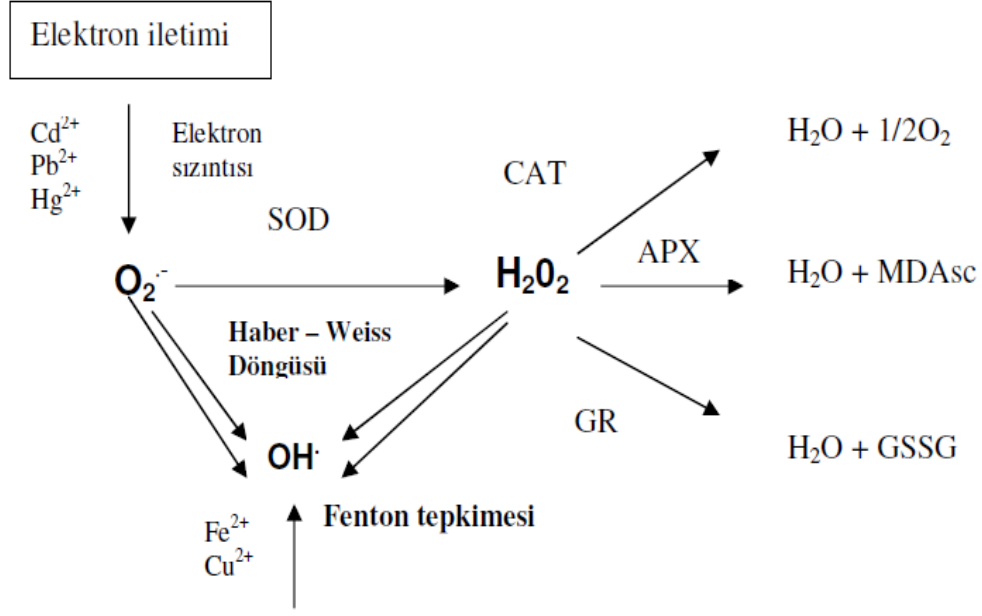 Elektron iletimi
Cd²⁺
Pb²⁺
Hg²⁺
Elektron
sızıntısı
SOD
CAT
H₂O + 1/2O₂
O₂·⁻
H₂0₂
APX
H₂O + MDAsc
Haber – Weiss
Döngüsü
GR
H₂O + GSSG
OH·
Fenton tepkimesi
Fe²⁺
Cu²⁺